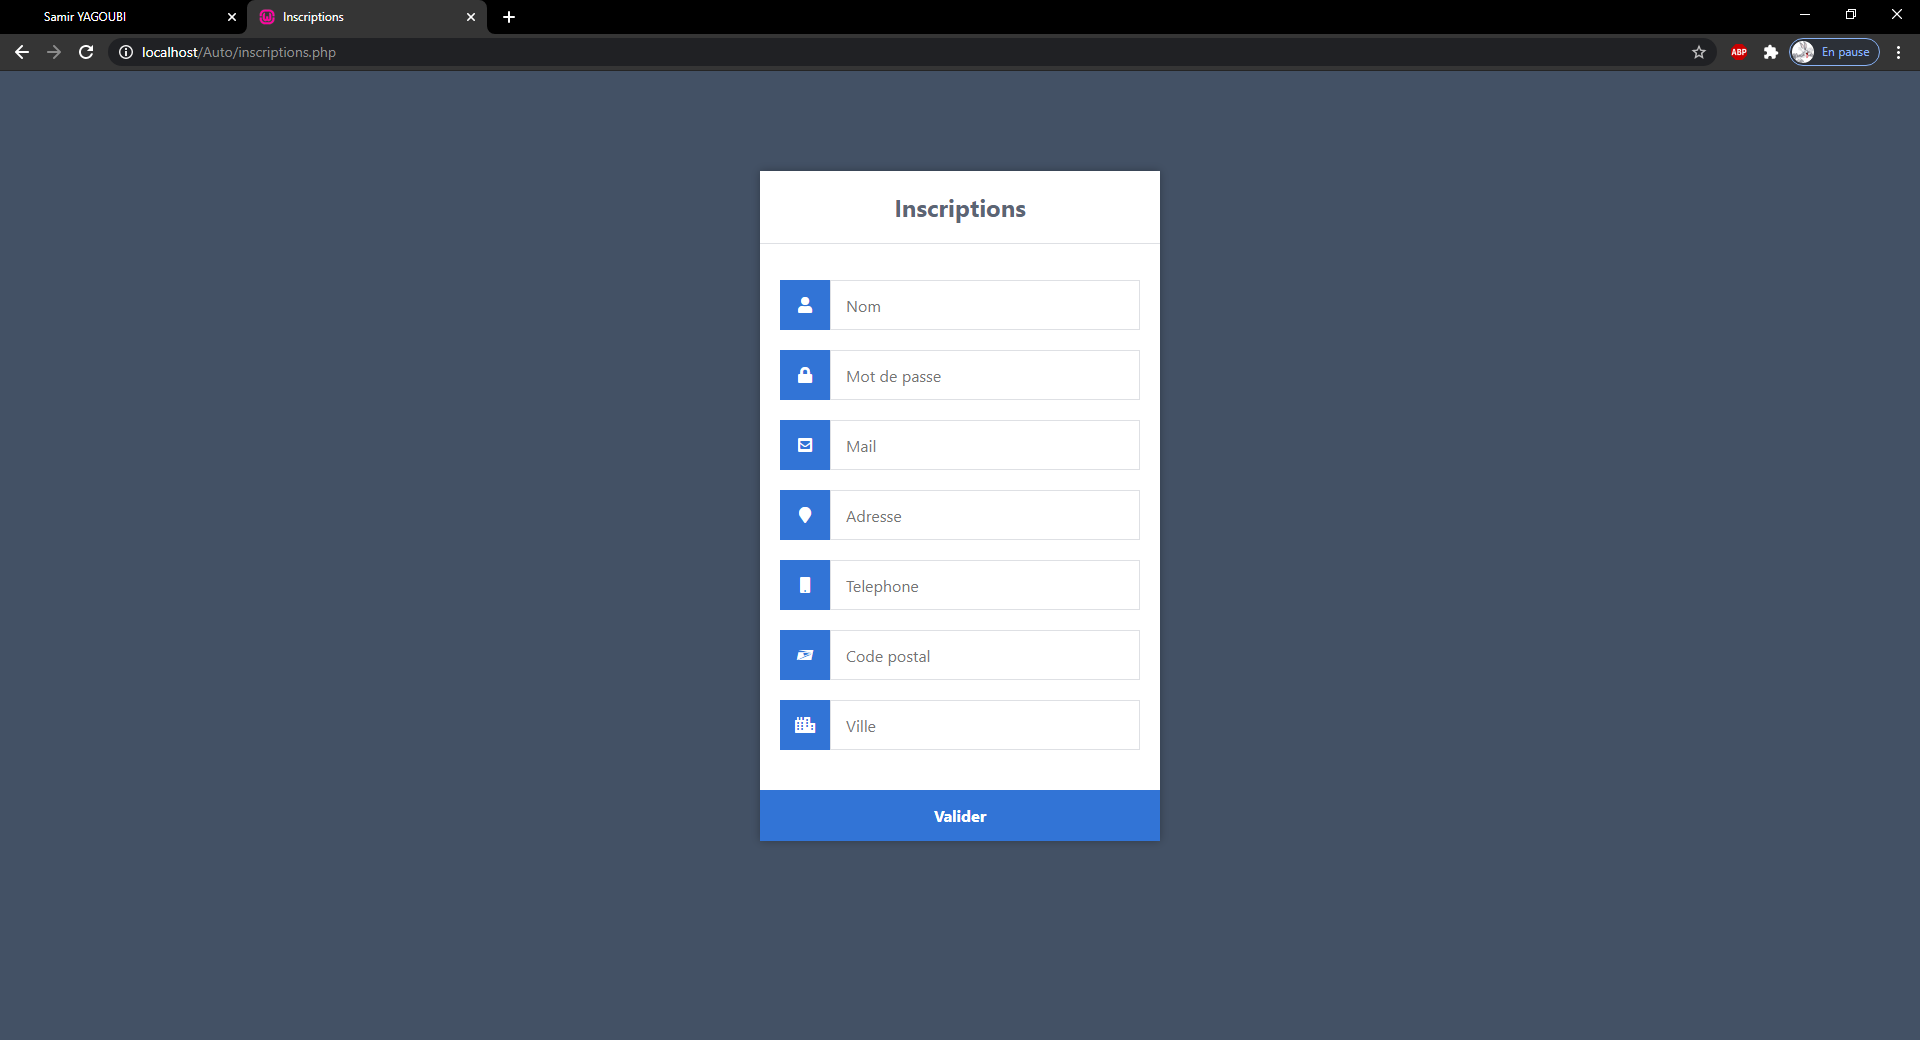 Samir YAGOUBI
Inscriptions
localhost/Auto/inscriptions.php
ABP
En pause
Inscriptions
Nom
Mot de passe
Mail
Adresse
Telephone
Code postal
Ville
Valider